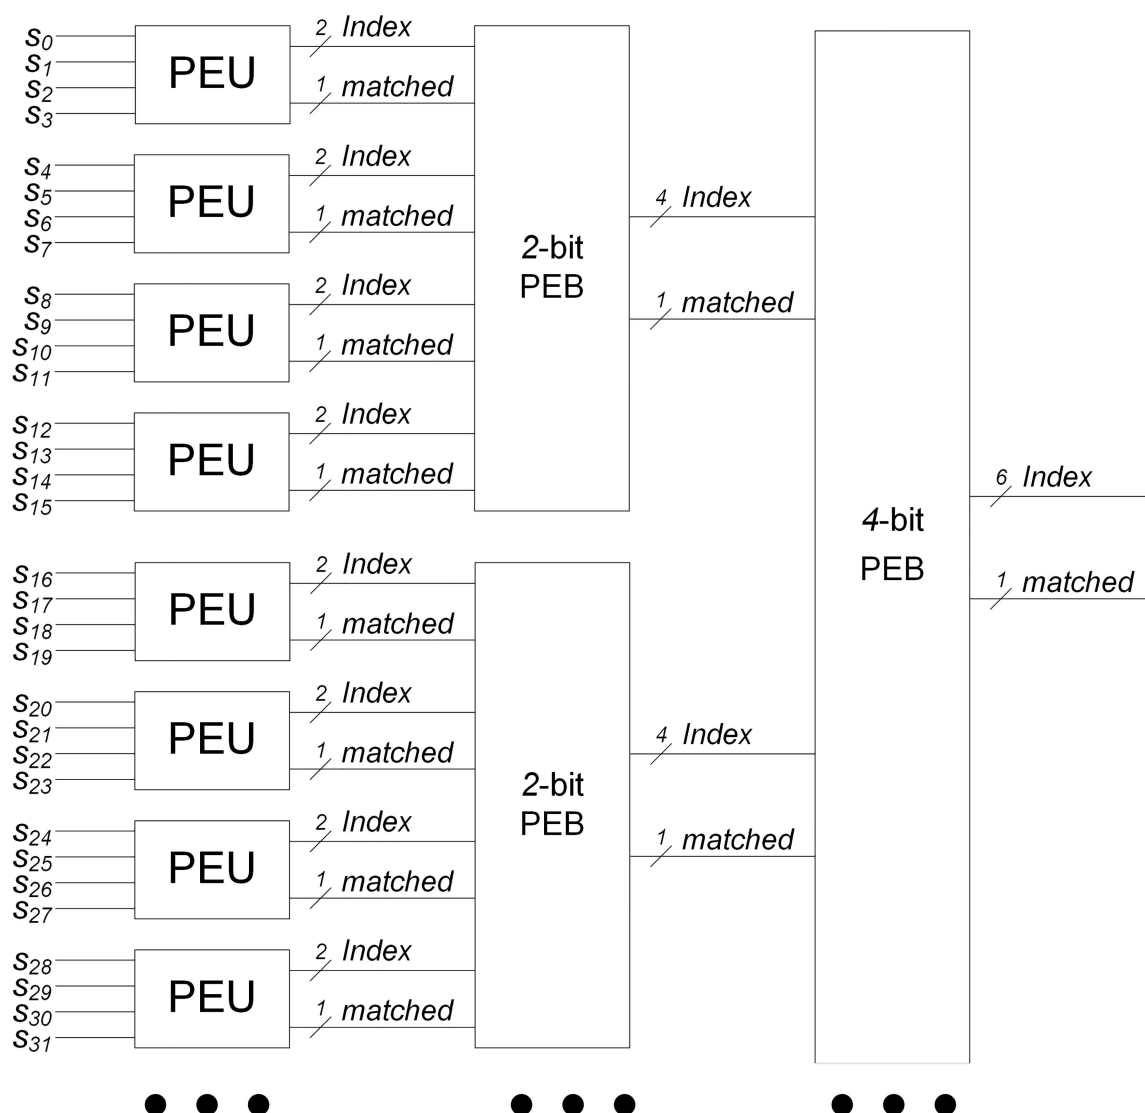 2 Index
s0
s1
PEU
s2
1 matched
s3
2 Index
s4
s5
PEU
s6
1 matched
s7
4 Index
2-bit
PEB
2 Index
s8
s9
PEU
s10
1 matched
s11
1 matched
2 Index
s12
s13
PEU
s14
1 matched
s15
6 Index
4-bit
PEB
2 Index
s16
s17
PEU
s18
1 matched
s19
1 matched
2 Index
s20
s21
PEU
s22
1 matched
s23
4 Index
2-bit
PEB
2 Index
s24
s25
PEU
s26
1 matched
s27
1 matched
2 Index
s28
s29
PEU
s30
1 matched
s31